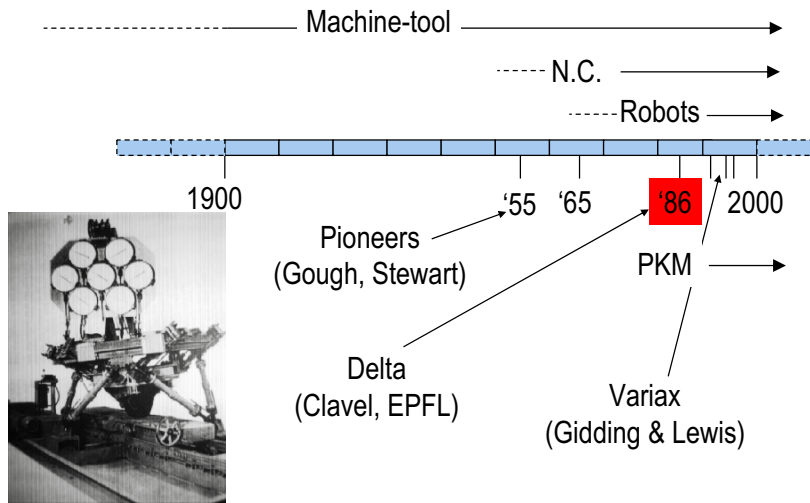 Machine-tool
N.C.
Robots
1900
‘55
‘65
‘86
2000
Pioneers
(Gough, Stewart)
PKM
Delta
(Clavel, EPFL)
Variax
(Gidding & Lewis)